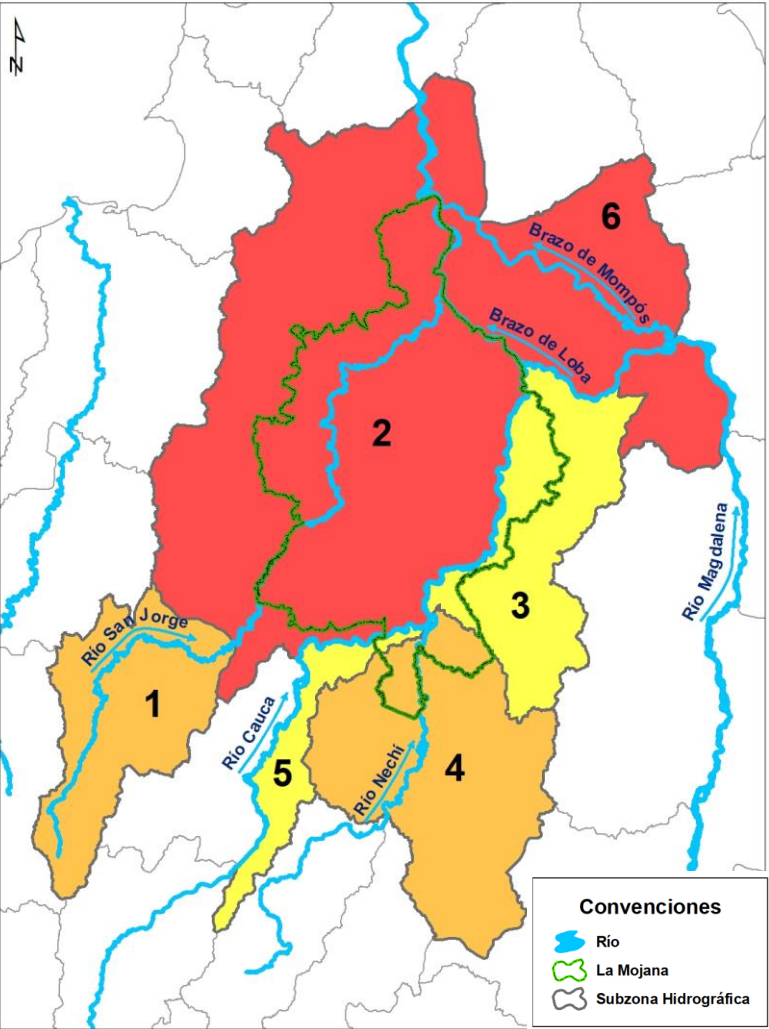 N
6
Brazo de Mompós
Brazo de Loba
2
Río Magdalena
3
Río San Jorge
1
Río Cauca
5
Río Nechí
4
Convenciones
Río
La Mojana
Subzona Hidrográfica